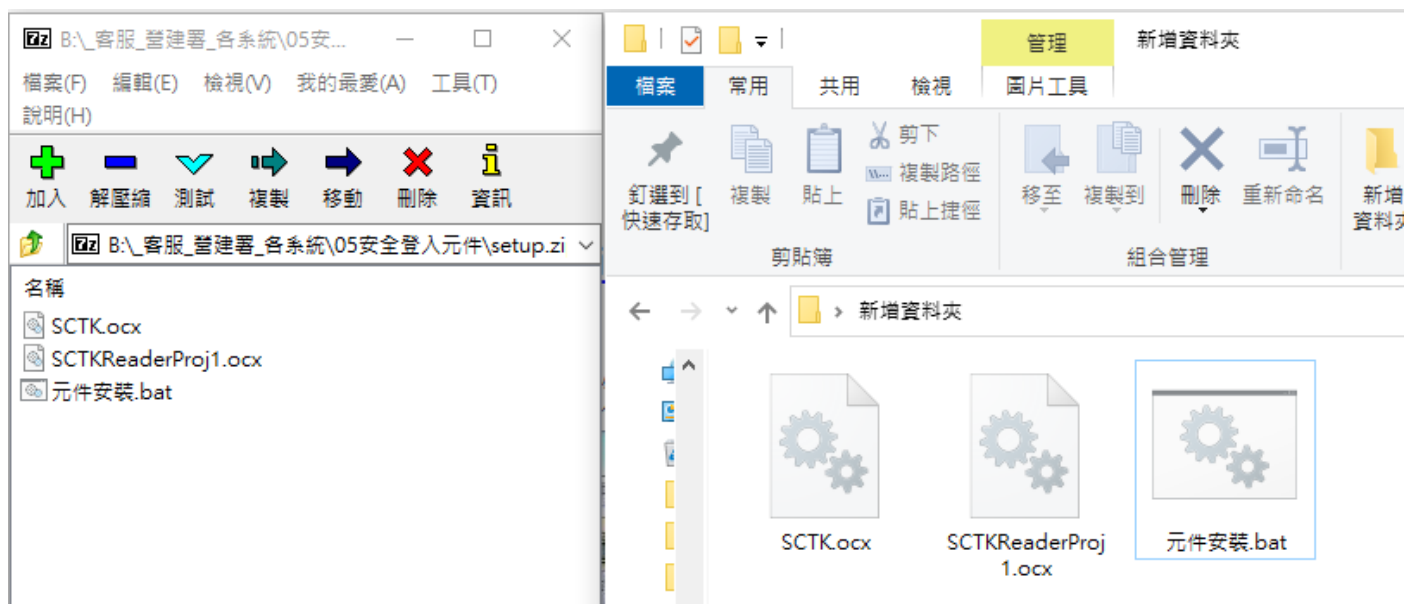 B:\_客服_營建署_各系統\05安...
檔案(F) 編輯(E) 檢視(V) 我的最愛(A) 工具(T)
說明(H)
加入 解壓縮 測試 複製 移動 刪除 資訊
B:\_客服_營建署_各系統\05安全登入元件\setup.zi
名稱
SCTK.ocx
SCTKReaderProj1.ocx
元件安裝.bat
管理 新增資料夾
檔案 常用 共用 檢視 圖片工具
釘選到 [
快速存取]
複製
貼上
剪下
複製路徑
貼上捷徑
剪貼簿
移至 複製到 刪除 重新命名
組合管理
新增
資料夾
新增資料夾
SCTK.ocx
SCTKReaderProj
1.ocx
元件安裝.bat